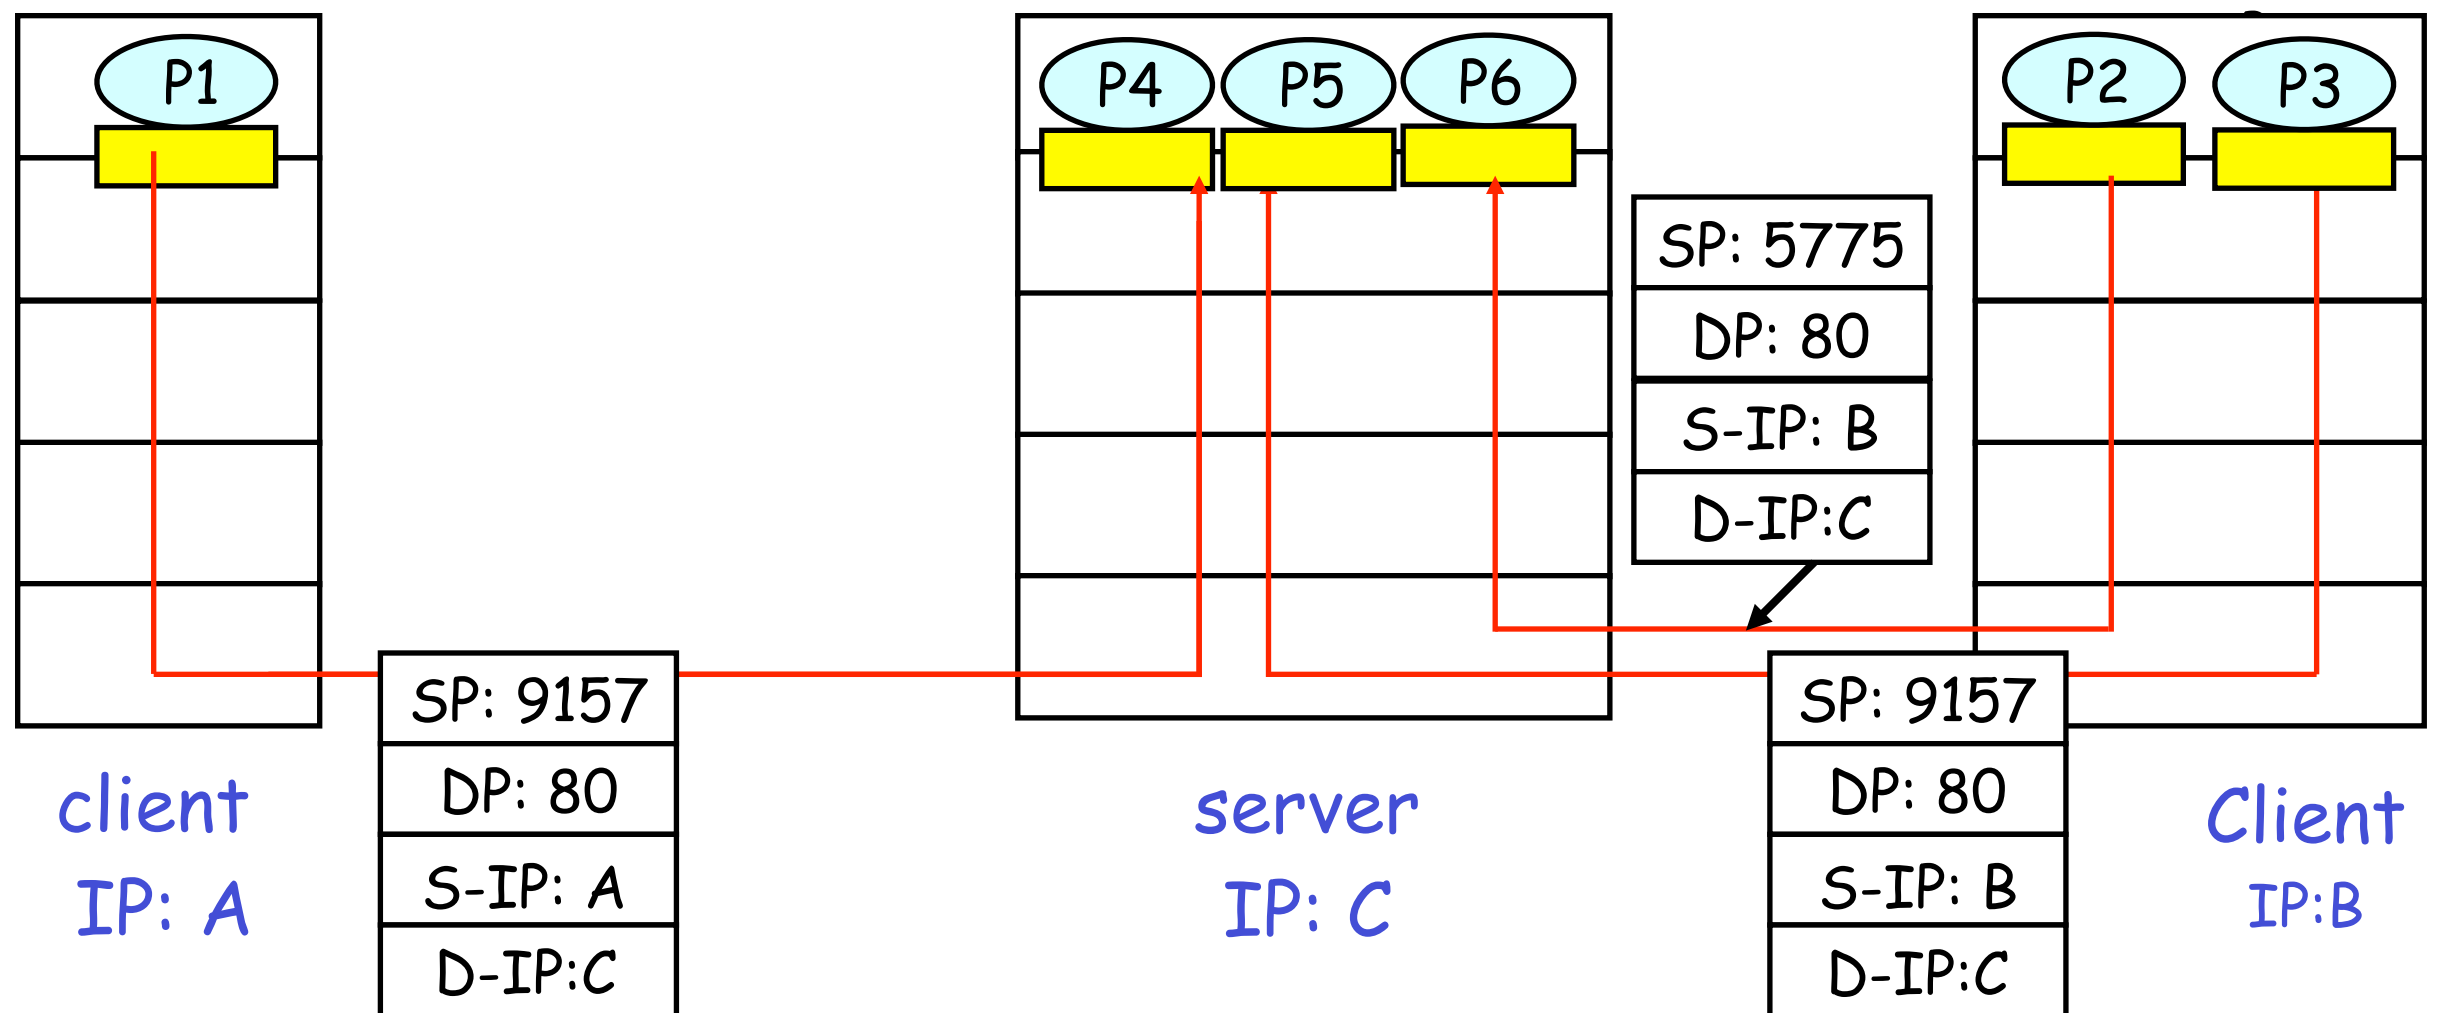 P1
P4
P5
P6
P2
P3
SP: 5775
DP: 80
S-IP: B
D-IP:C
SP: 9157
DP: 80
S-IP: A
D-IP:C
SP: 9157
DP: 80
S-IP: B
D-IP:C
client
IP: A
server
IP: C
Client
IP:B